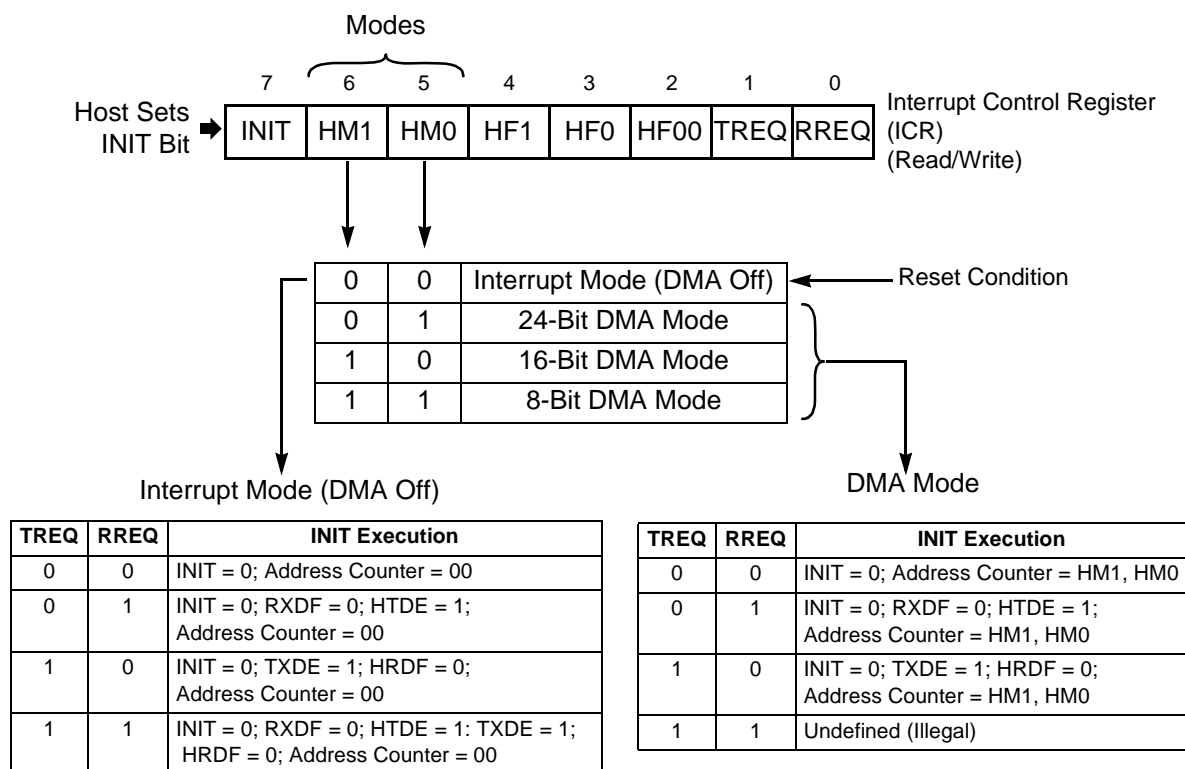 Modes
7 6 5 4 3 2 1 0
Host Sets
INIT Bit
INIT HM1 HM0 HF1 HF0 HF00 TREQ RREQ
Interrupt Control Register
(ICR)
(Read/Write)
0 0 Interrupt Mode (DMA Off)
Reset Condition
0 1 24-Bit DMA Mode
1 0 16-Bit DMA Mode
1 1 8-Bit DMA Mode
Interrupt Mode (DMA Off)
TREQ RREQ INIT Execution
0 0 INIT = 0; Address Counter = 00
0 1 INIT = 0; RXDF = 0; HTDE = 1;
Address Counter = 00
1 0 INIT = 0; TXDE = 1; HRDF = 0;
Address Counter = 00
1 1 INIT = 0; RXDF = 0; HTDE = 1: TXDE = 1;
HRDF = 0; Address Counter = 00
DMA Mode
TREQ RREQ INIT Execution
0 0 INIT = 0; Address Counter = HM1, HM0
0 1 INIT = 0; RXDF = 0; HTDE = 1;
Address Counter = HM1, HM0
1 0 INIT = 0; TXDE = 1; HRDF = 0;
Address Counter = HM1, HM0
1 1 Undefined (Illegal)